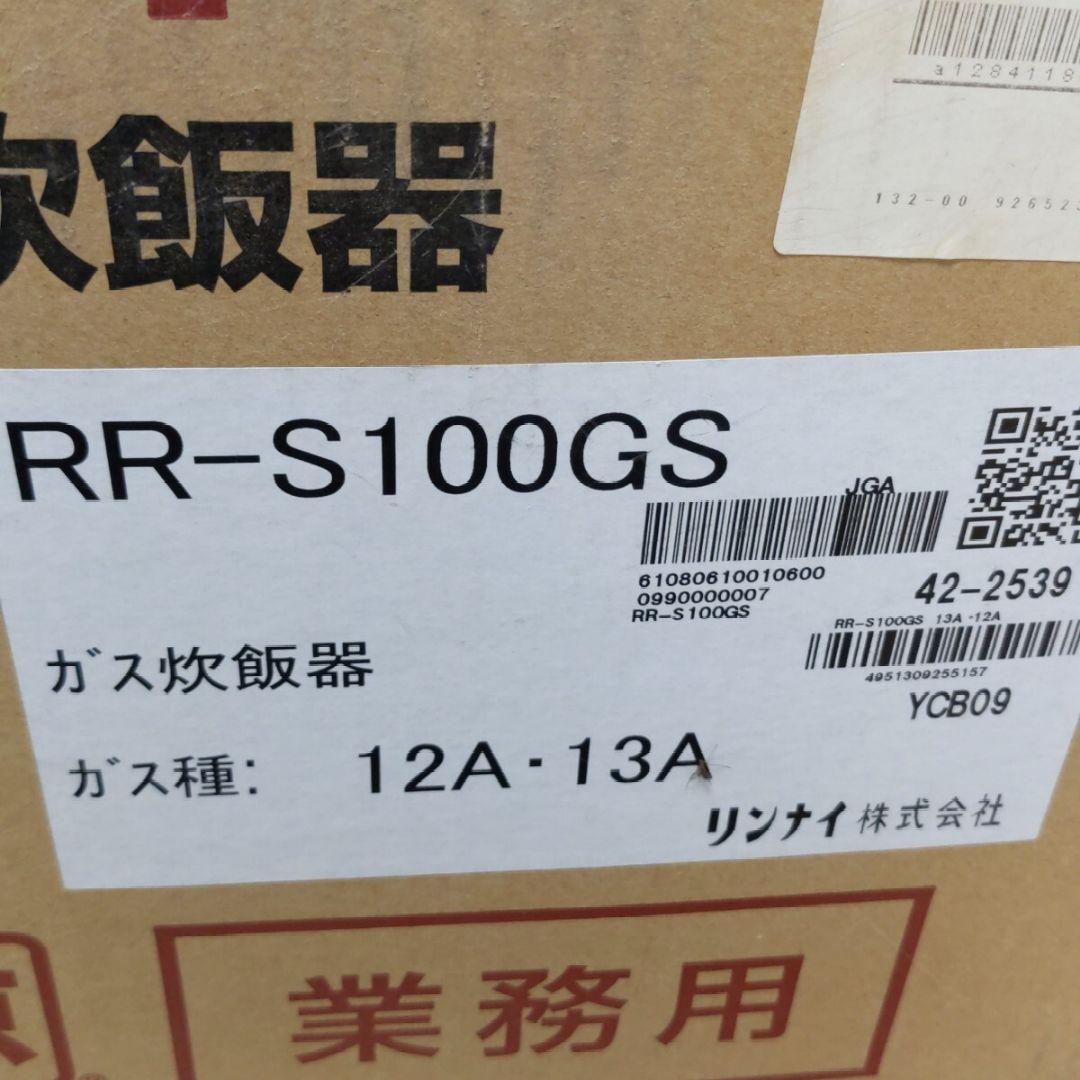 a1284118
132-00 92652
炊飯器
RR-S100GS
JGA
61080610010600
0990000007
RR-S100GS
42-2539
RR-S100GS 13A・12A
4951309255157
YCB09
ガス炊飯器
ガス種: 12A・13A
リンナイ株式会社
業務用